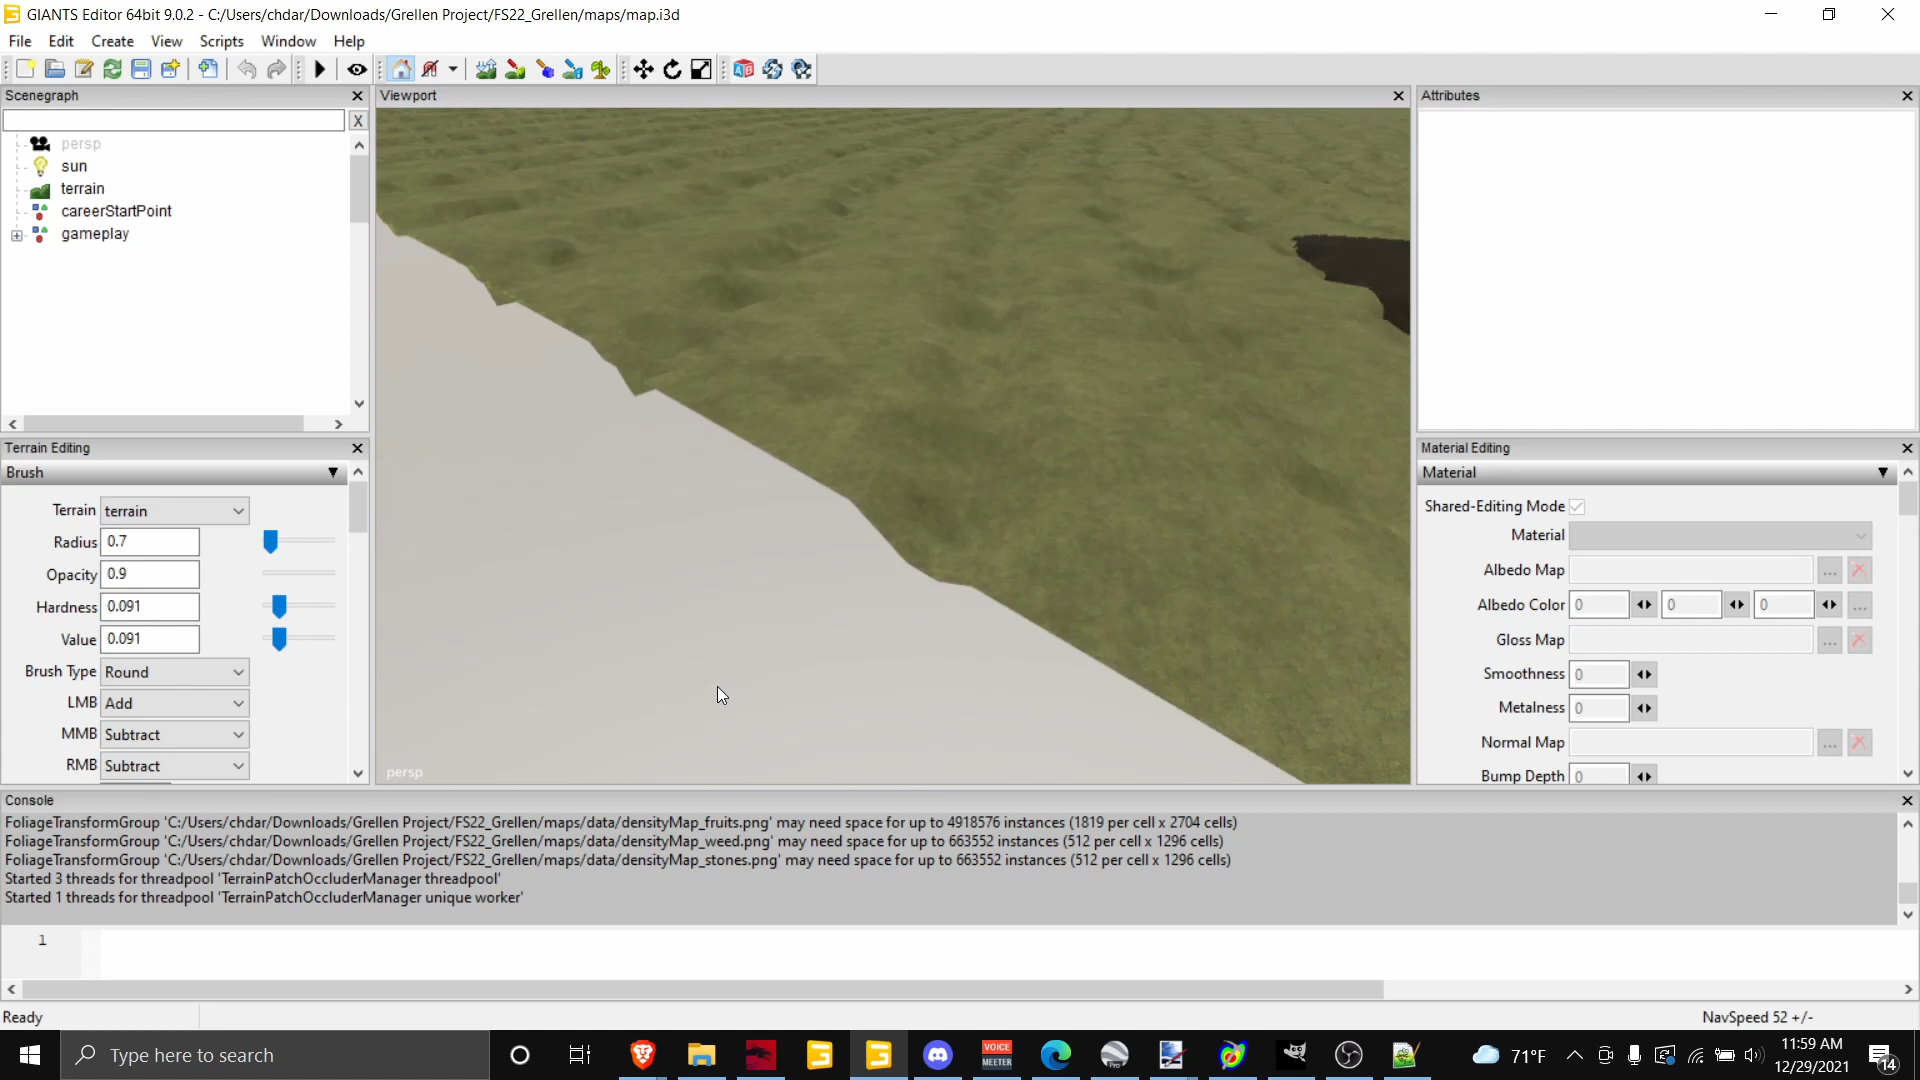 GIANTS Editor 64bit 9.0.2 - C:/Users/chdar/Downloads/Grellen Project/FS22_Grellen/maps/map.i3d
File Edit Create View Scripts Window Help
Scenegraph
X
persp
sun
terrain
careerStartPoint
gameplay
Viewport
persp
Attributes
Terrain Editing
Brush
Terrain terrain
Radius 0.7
Opacity 0.9
Hardness 0.091
Value 0.091
Brush Type Round
LMB Add
MMB Subtract
RMB Subtract
Material Editing
Material
Shared-Editing Mode
Material
Albedo Map ...
Albedo Color 0 0 0 ...
Gloss Map ...
Smoothness 0
Metalness 0
Normal Map ...
Bump Depth 0
Console
FoliageTransformGroup 'C:/Users/chdar/Downloads/Grellen Project/FS22_Grellen/maps/data/densityMap_fruits.png' may need space for up to 4918576 instances (1819 per cell x 2704 cells)
FoliageTransformGroup 'C:/Users/chdar/Downloads/Grellen Project/FS22_Grellen/maps/data/densityMap_weed.png' may need space for up to 663552 instances (512 per cell x 1296 cells)
FoliageTransformGroup 'C:/Users/chdar/Downloads/Grellen Project/FS22_Grellen/maps/data/densityMap_stones.png' may need space for up to 663552 instances (512 per cell x 1296 cells)
Started 3 threads for threadpool 'TerrainPatchOccluderManager threadpool'
Started 1 threads for threadpool 'TerrainPatchOccluderManager unique worker'
1
Ready
NavSpeed 52 +/-
Type here to search
VOICE
MEETER
Pro
71°F
11:59 AM
12/29/2021
14